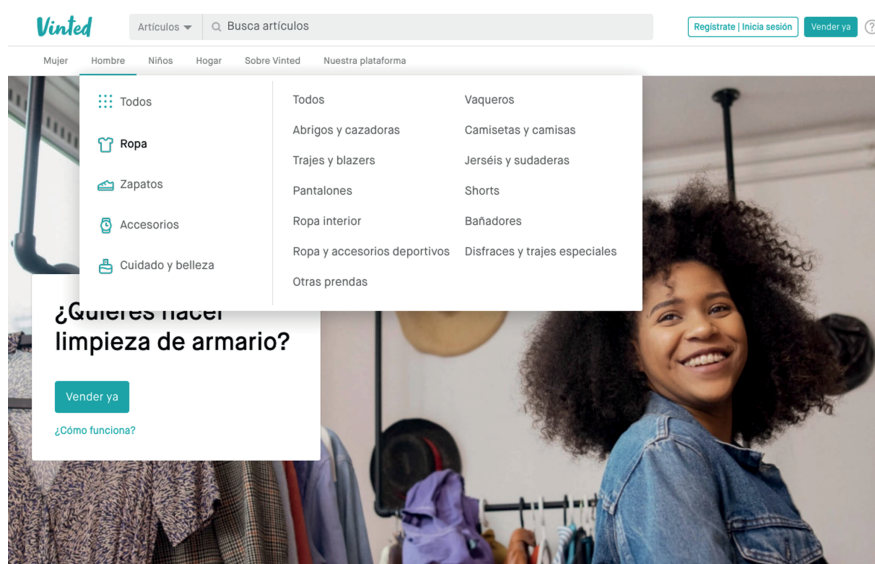 Vinted
Artículos
Busca artículos
Regístrate | Inicia sesión
Vender ya
?
Mujer
Hombre
Niños
Hogar
Sobre Vinted
Nuestra plataforma
Todos
Ropa
Zapatos
Accesorios
Cuidado y belleza
Todos
Abrigos y cazadoras
Trajes y blazers
Pantalones
Ropa interior
Ropa y accesorios deportivos
Otras prendas
Vaqueros
Camisetas y camisas
Jerséis y sudaderas
Shorts
Bañadores
Disfraces y trajes especiales
¿Quieres hacer
limpieza de armario?
Vender ya
¿Cómo funciona?